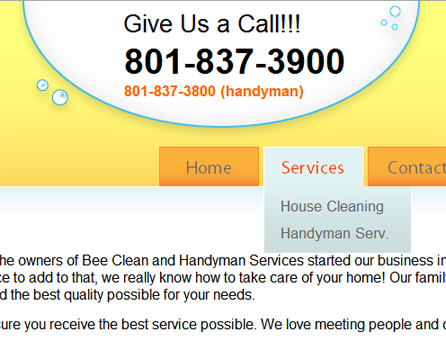 Give Us a Call!!!
801-837-3900
801-837-3800 (handyman)
Home Services Contact
House Cleaning
Handyman Serv.
he owners of Bee Clean and Handyman Services started our business in
ce to add to that, we really know how to take care of your home! Our famil
d the best quality possible for your needs.
sure you receive the best service possible. We love meeting people and